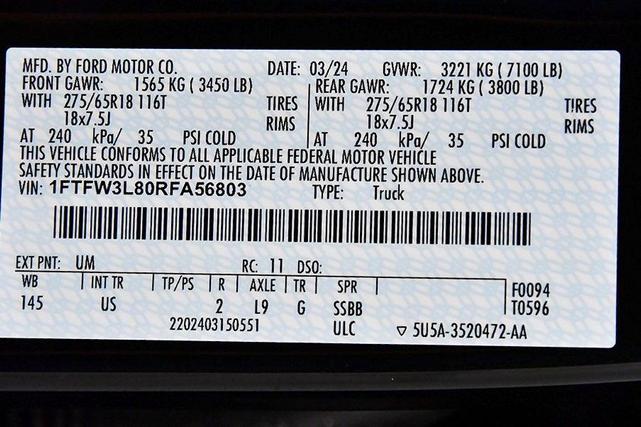 MFD. BY FORD MOTOR CO. DATE: 03/24 GVWR: 3221 KG ( 7100 LB)
FRONT GAWR: 1565 KG ( 3450 LB) REAR GAWR: 1724 KG ( 3800 LB)
WITH 275/65R18 116T TIRES WITH 275/65R18 116T TIRES
18x7.5J RIMS 18x7.5J RIMS
AT 240 kPa/ 35 PSI COLD AT 240 kPa/ 35 PSI COLD
THIS VEHICLE CONFORMS TO ALL APPLICABLE FEDERAL MOTOR VEHICLE
SAFETY STANDARDS IN EFFECT ON THE DATE OF MANUFACTURE SHOWN ABOVE.
VIN: 1FTFW3L80RFA56803 TYPE: Truck
EXT PNT: UM RC: 11 DSO:
WB INT TR TP/PS R AXLE TR SPR F0094
145 US 2 L9 G SSBB T0596
2202403150551 ULC ▽ 5U5A-3520472-AA